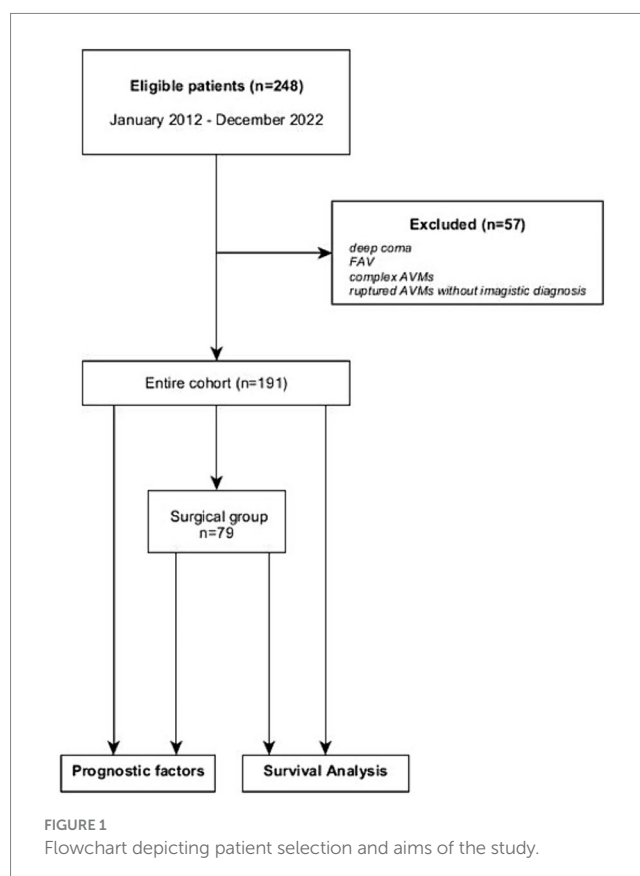 Eligible patients (n=248)
January 2012 - December 2022
Excluded (n=57)
deep coma
FAV
complex AVMs
ruptured AVMs without imagistic diagnosis
Entire cohort (n=191)
Surgical group
n=79
Prognostic factors
Survival Analysis
FIGURE 1
Flowchart depicting patient selection and aims of the study.